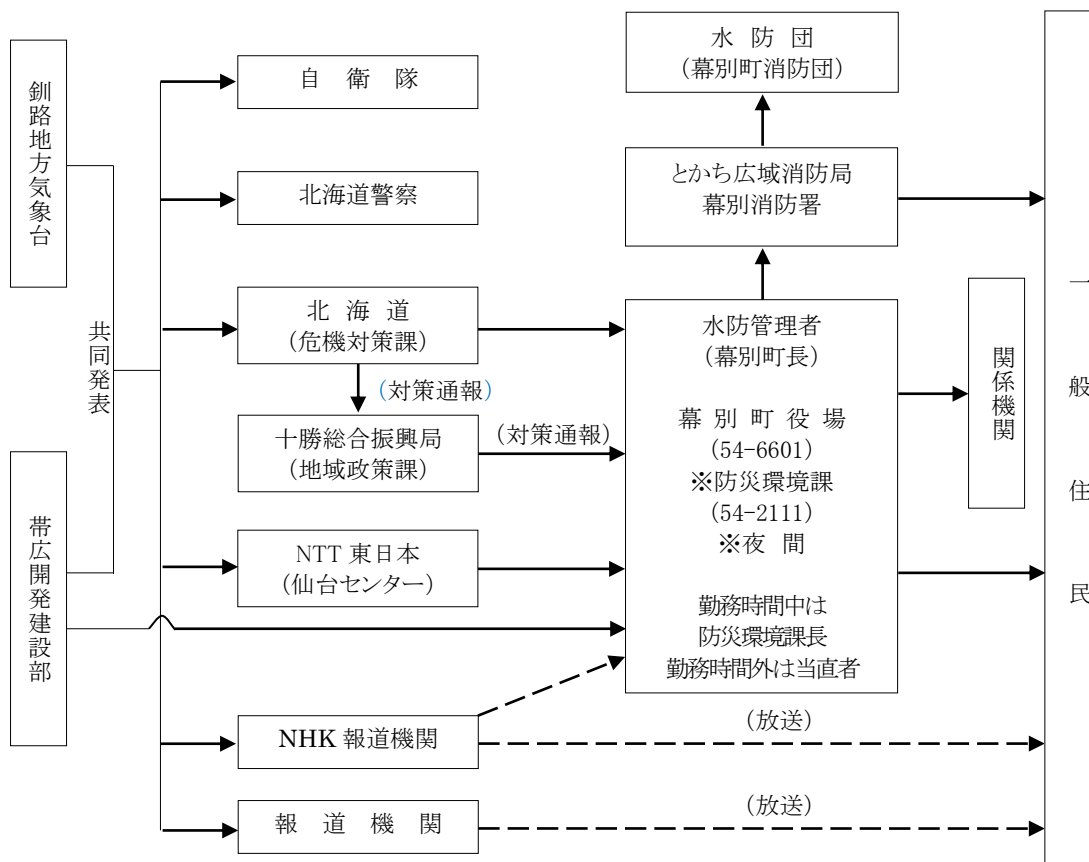 釧路地方気象台
共同発表
帯広開発建設部
自　衛　隊
北海道警察
北　海　道
(危機対策課)
(対策通報)
十勝総合振興局
(地域政策課)
(対策通報)
NTT 東日本
(仙台センター)
NHK 報道機関
報　道　機　関
水　防　団
(幕別町消防団)
とかち広域消防局
幕別消防署
水防管理者
(幕別町長)
幕 別 町 役 場
(54-6601)
※防災環境課
(54-2111)
※夜　間
勤務時間中は
防災環境課長
勤務時間外は当直者
(放送)
(放送)
関係機関
一般住民